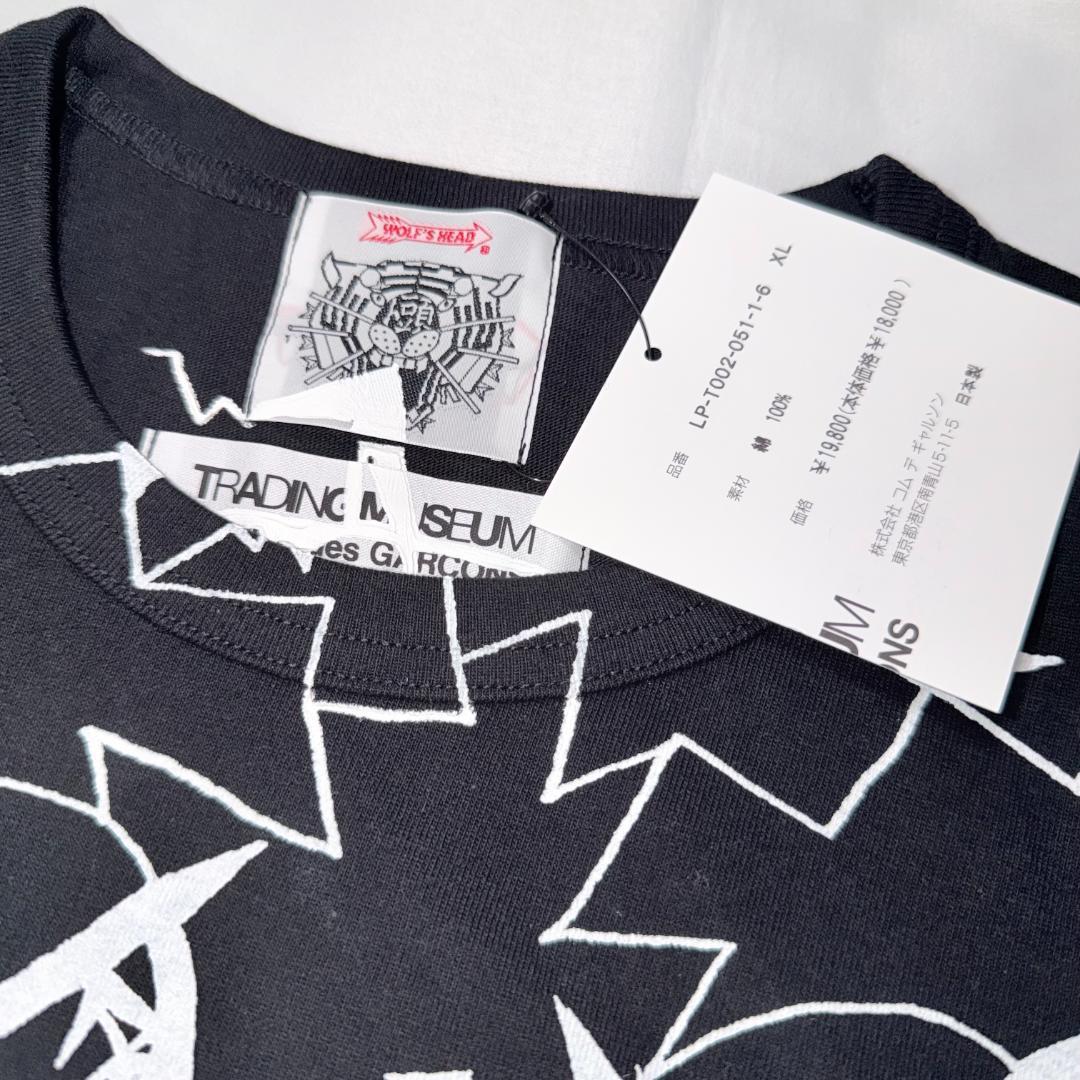 WOLF'S HEAD
TRADING MUSEUM
GARCONS
品番 LP-T002-051-1-6 XL
素材 綿 100%
価格 ¥19,800(本体価格 ¥18,000)
株式会社 コム デ ギャルソン
東京都港区南青山5-11-5 日本製
UM
ONS